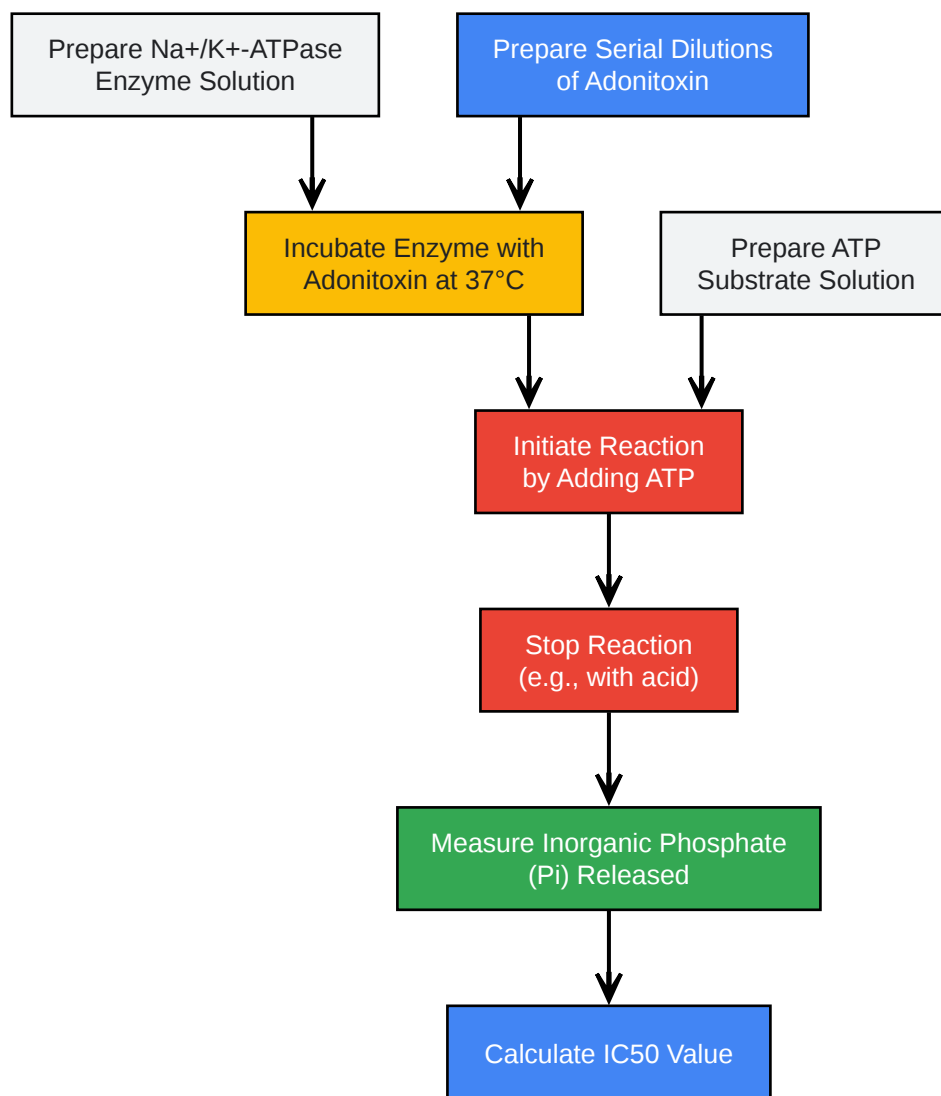 Prepare Na+/K+-ATPase
Enzyme Solution
Prepare Serial Dilutions
of Adonitoxin
Incubate Enzyme with
Adonitoxin at 37°C
Prepare ATP
Substrate Solution
Initiate Reaction
by Adding ATP
Stop Reaction
(e.g., with acid)
Measure Inorganic Phosphate
(Pi) Released
Calculate IC50 Value